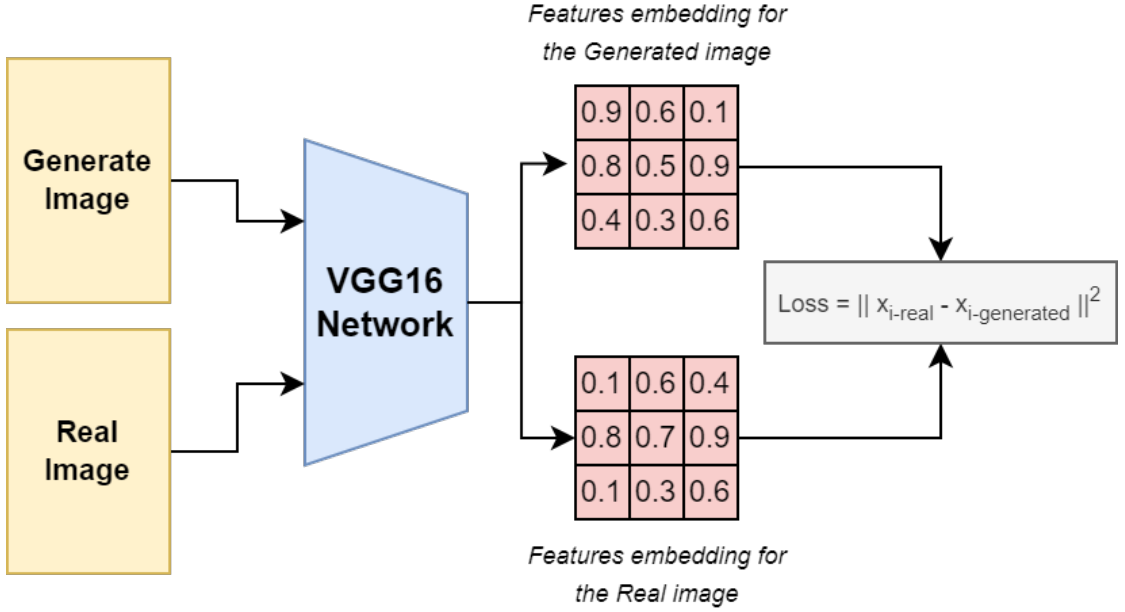 Features embedding for
the Generated image
Generate
Image
0.9 0.6 0.1
0.8 0.5 0.9
0.4 0.3 0.6
VGG16
Network
Loss = || x_{i-real} - x_{i-generated} ||^2
Real
Image
0.1 0.6 0.4
0.8 0.7 0.9
0.1 0.3 0.6
Features embedding for
the Real image